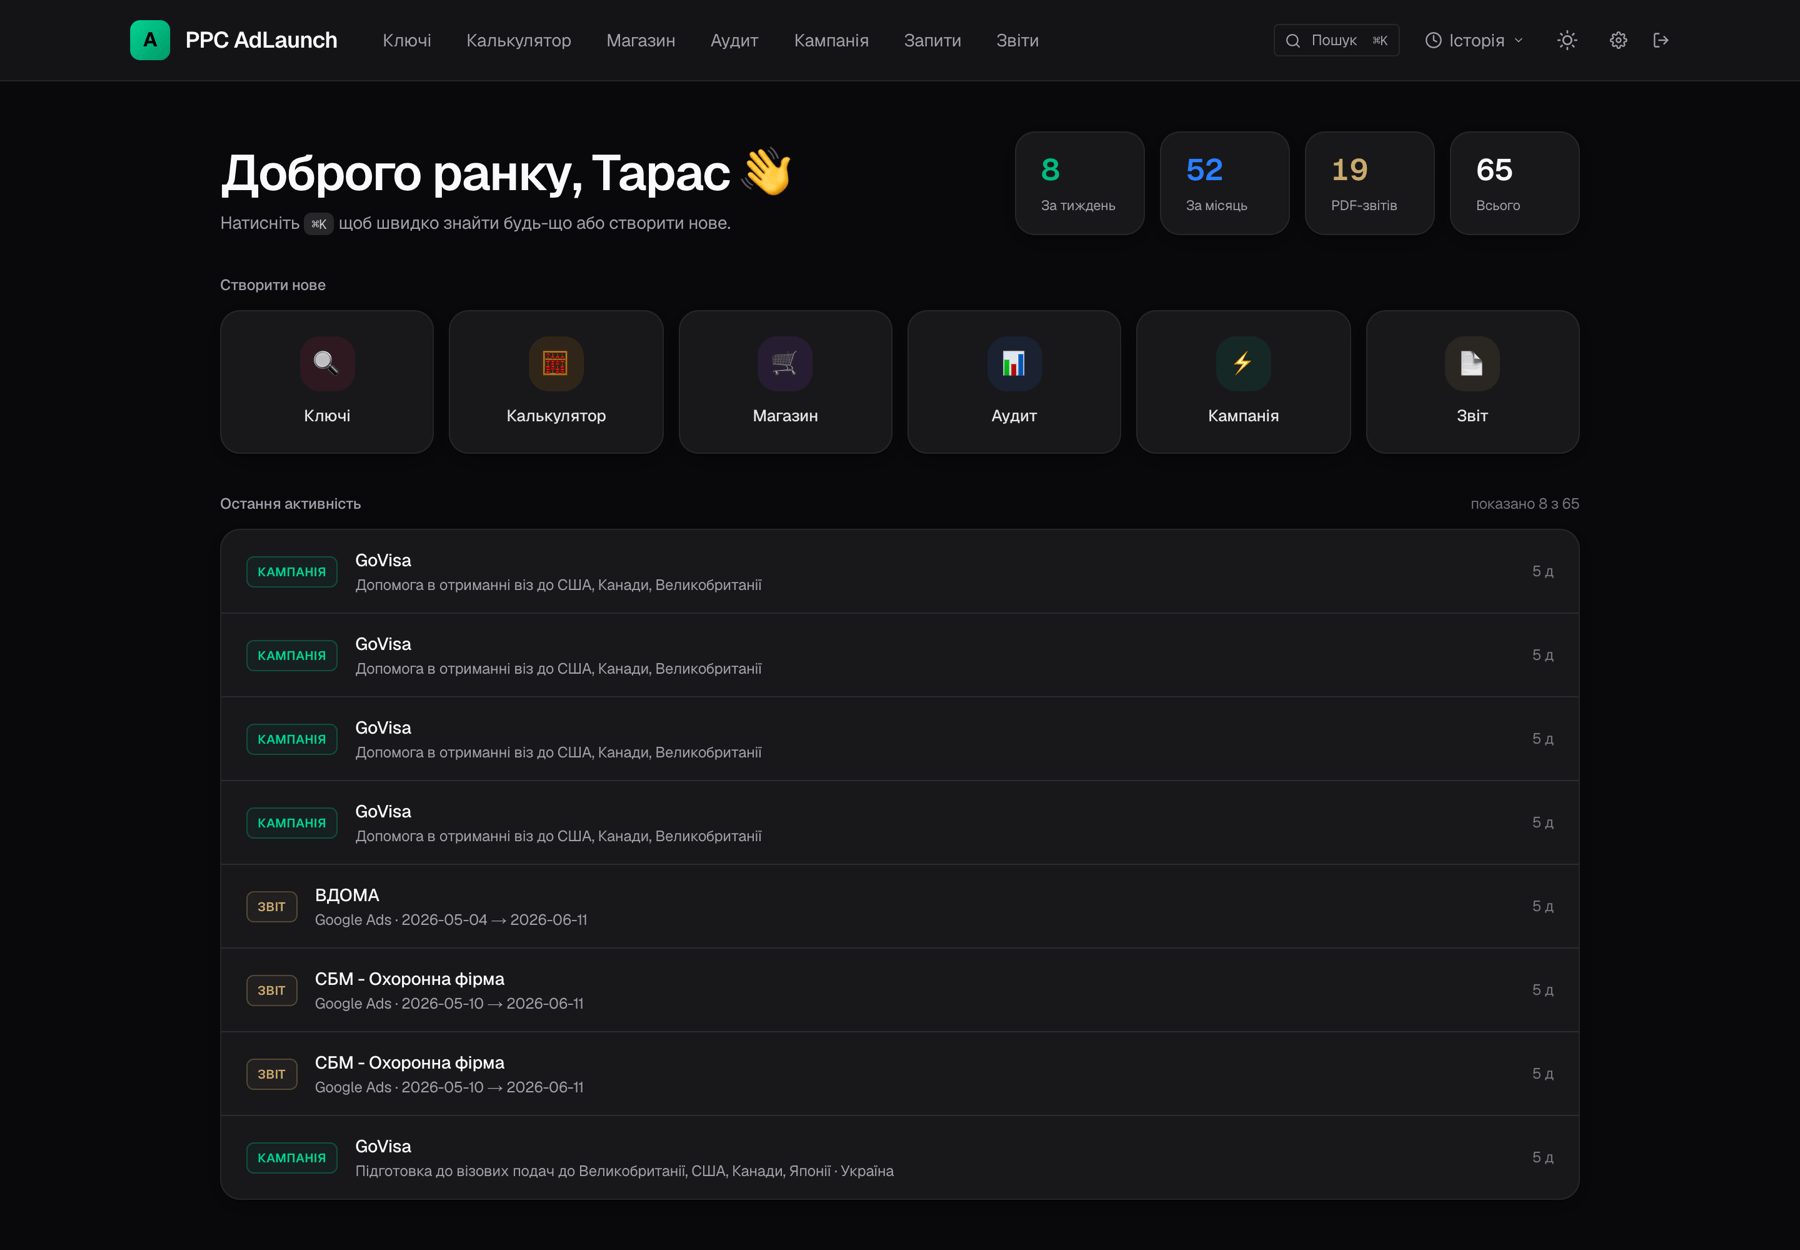 A PPC AdLaunch Ключі Калькулятор Магазин Аудит Кампанія Запити Звіти Пошук ⌘K Історія
Доброго ранку, Тарас 👋
Натисніть ⌘K щоб швидко знайти будь-що або створити нове.
8
За тиждень
52
За місяць
19
PDF-звітів
65
Всього
Створити нове
Ключі
Калькулятор
Магазин
Аудит
Кампанія
Звіт
Остання активність
показано 8 з 65
КАМПАНІЯ
GoVisa
Допомога в отриманні віз до США, Канади, Великобританії
5 д
КАМПАНІЯ
GoVisa
Допомога в отриманні віз до США, Канади, Великобританії
5 д
КАМПАНІЯ
GoVisa
Допомога в отриманні віз до США, Канади, Великобританії
5 д
КАМПАНІЯ
GoVisa
Допомога в отриманні віз до США, Канади, Великобританії
5 д
ЗВІТ
ВДОМА
Google Ads · 2026-05-04 → 2026-06-11
5 д
ЗВІТ
СБМ - Охоронна фірма
Google Ads · 2026-05-10 → 2026-06-11
5 д
ЗВІТ
СБМ - Охоронна фірма
Google Ads · 2026-05-10 → 2026-06-11
5 д
КАМПАНІЯ
GoVisa
Підготовка до візових подач до Великобританії, США, Канади, Японії · Україна
5 д